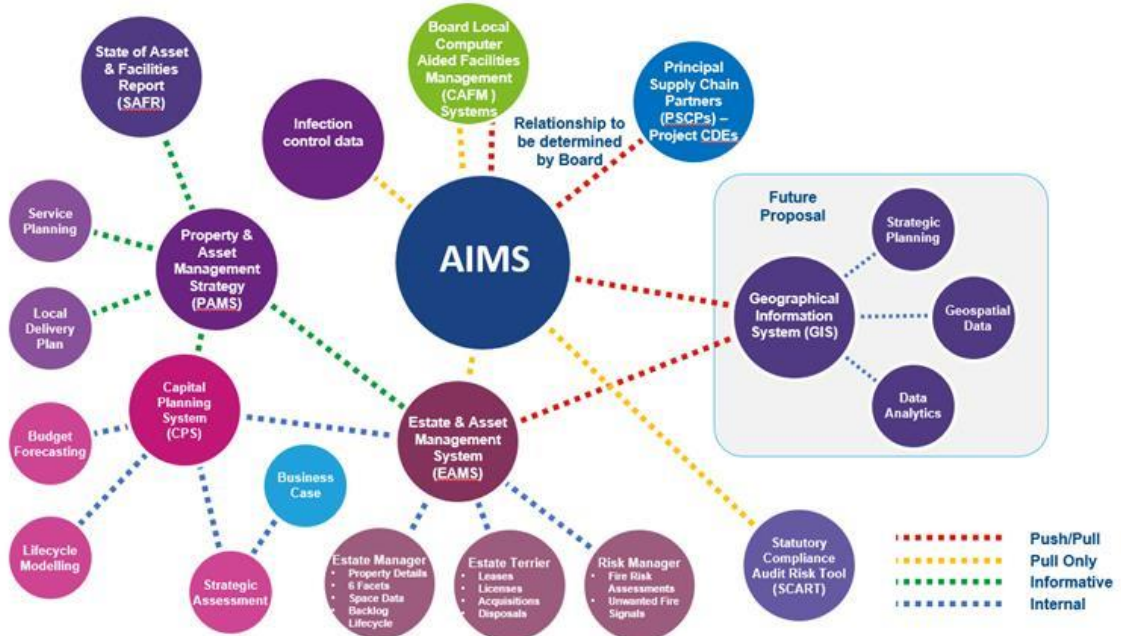 State of Asset
& Facilities
Report
(SAFR)
Infection
control data
Board Local
Computer
Aided Facilities
Management
(CAFM )
Systems
Relationship to
be determined
by Board
Principal
Supply Chain
Partners
(PSCPs) –
Project CDEs
Service
Planning
Property &
Asset
Management
Strategy
(PAMS)
Local
Delivery
Plan
AIMS
Future
Proposal
Strategic
Planning
Geographical
Information
System (GIS)
Geospatial
Data
Data
Analytics
Capital
Planning
System
(CPS)
Estate & Asset
Management
System
(EAMS)
Budget
Forecasting
Business
Case
Lifecycle
Modelling
Strategic
Assessment
Estate Manager
• Property Details
• 6 Facets
• Space Data
• Backlog
Lifecycle
Estate Terrier
• Leases
• Licenses
• Acquisitions
• Disposals
Risk Manager
• Fire Risk
Assessments
• Unwanted Fire
Signals
Statutory
Compliance
Audit Risk Tool
(SCART)
Push/Pull
Pull Only
Informative
Internal